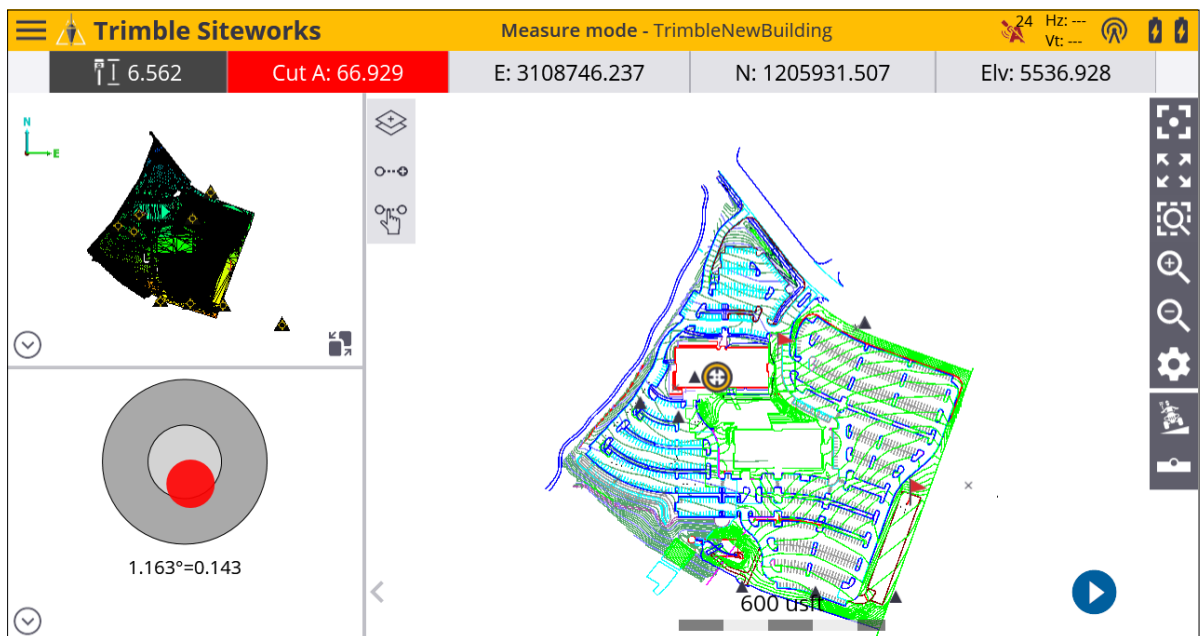 Trimble Siteworks
Measure mode - TrimbleNewBuilding
24
Hz: ---
Vt: ---
6.562
Cut A: 66.929
E: 3108746.237
N: 1205931.507
Elv: 5536.928
N
E
1.163°=0.143
600 usft